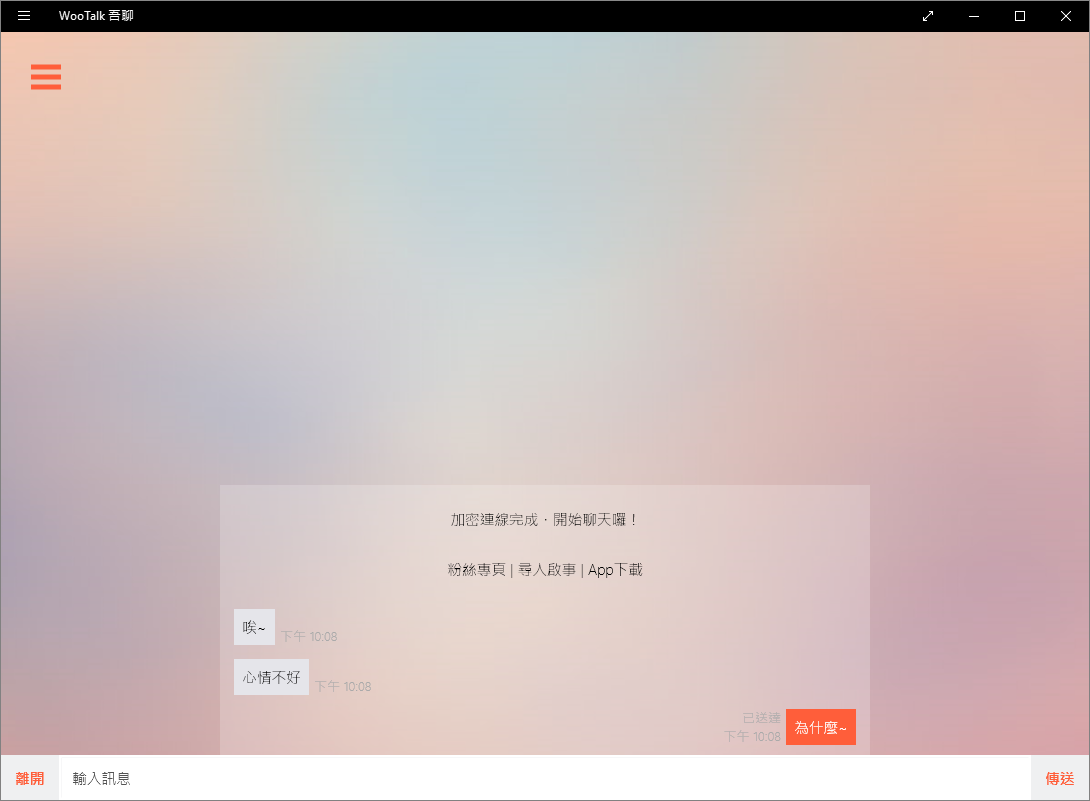 WooTalk 吾聊
加密連線完成，開始聊天囉！
粉絲專頁 | 尋人啟事 | App下載
唉~
下午 10:08
心情不好
下午 10:08
已送達
下午 10:08
為什麼~
離開
輸入訊息
傳送